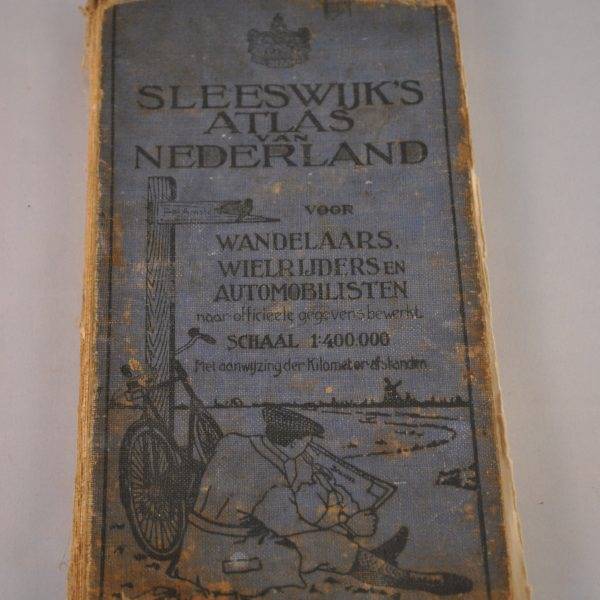 SLEESWIJK'S
ATLAS
VAN
NEDERLAND
VOOR
WANDELAARS,
WIELRIJDERS EN
AUTOMOBILISTEN
naar officieele gegevens bewerkt.
SCHAAL 1:400.000
Met aanwijzing der Kilometer-afstanden